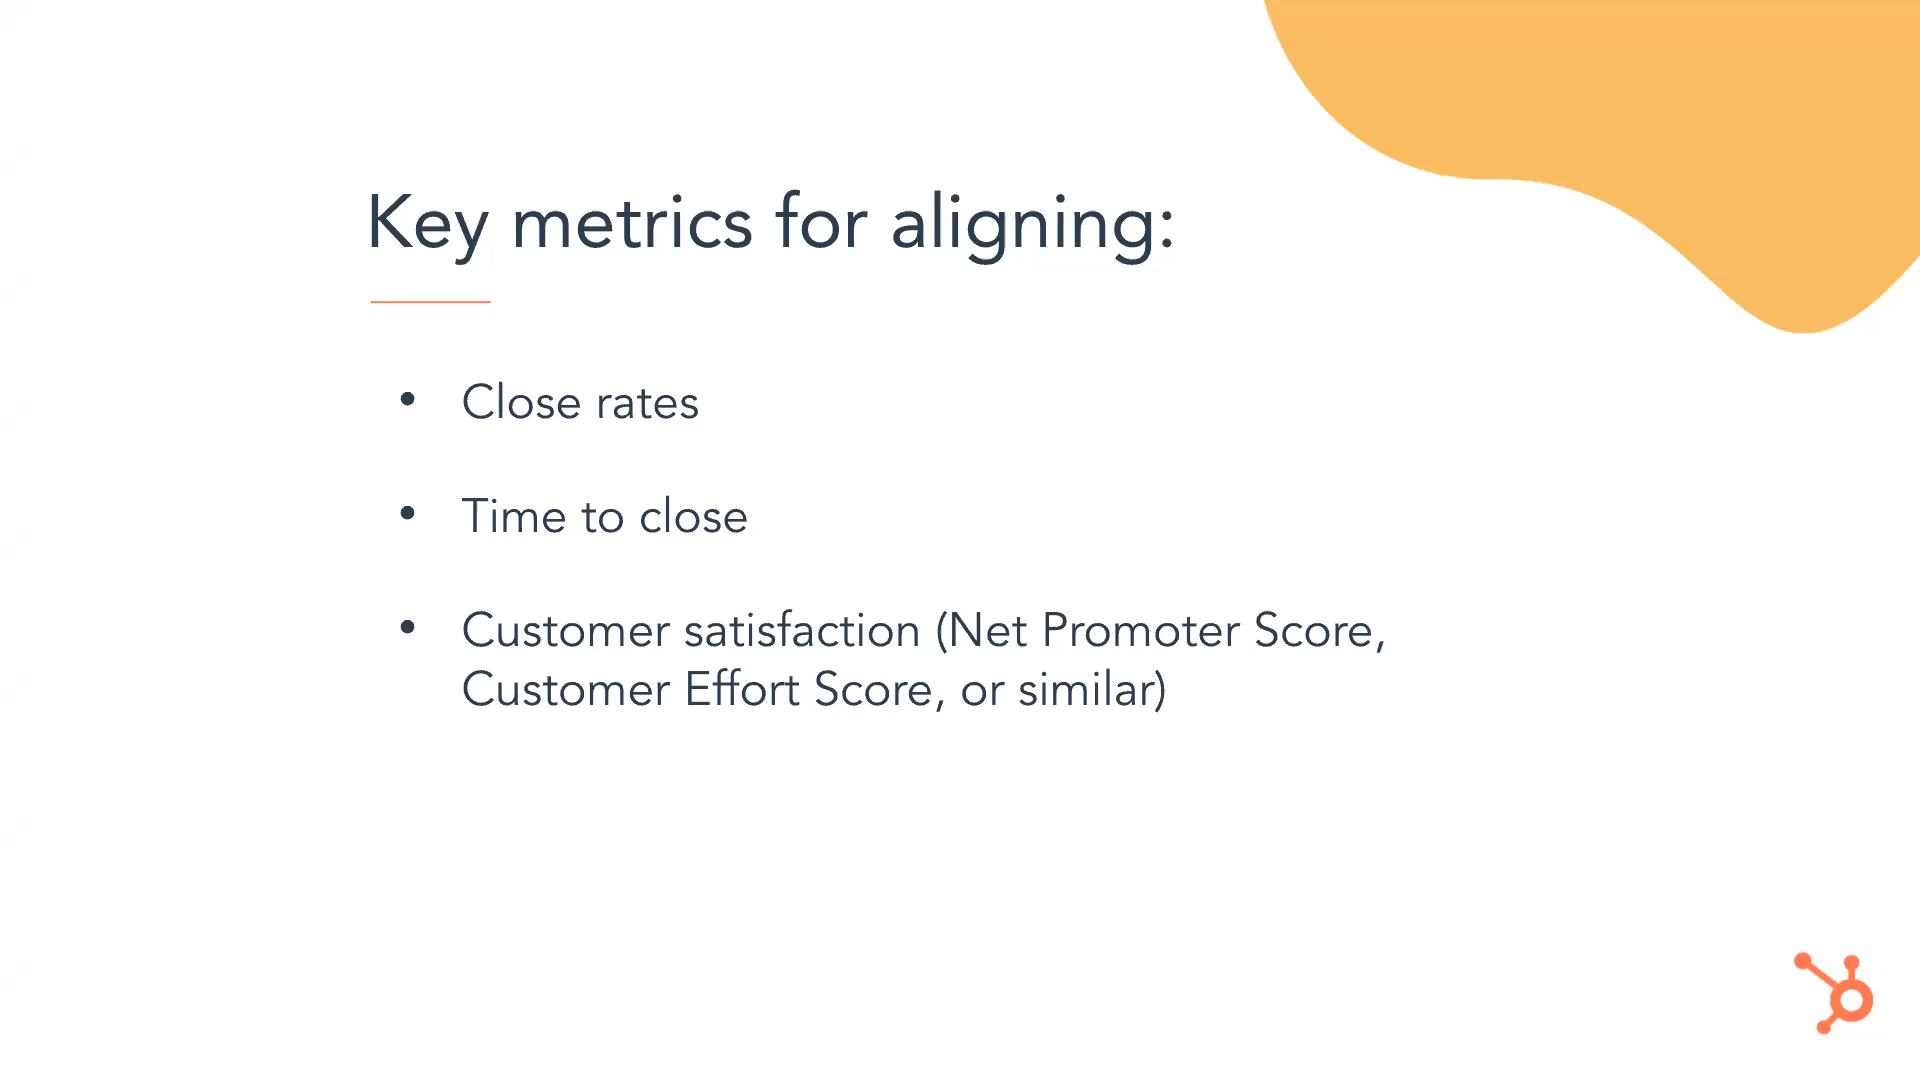 Key metrics for aligning:
• Close rates
• Time to close
• Customer satisfaction (Net Promoter Score,
Customer Effort Score, or similar)